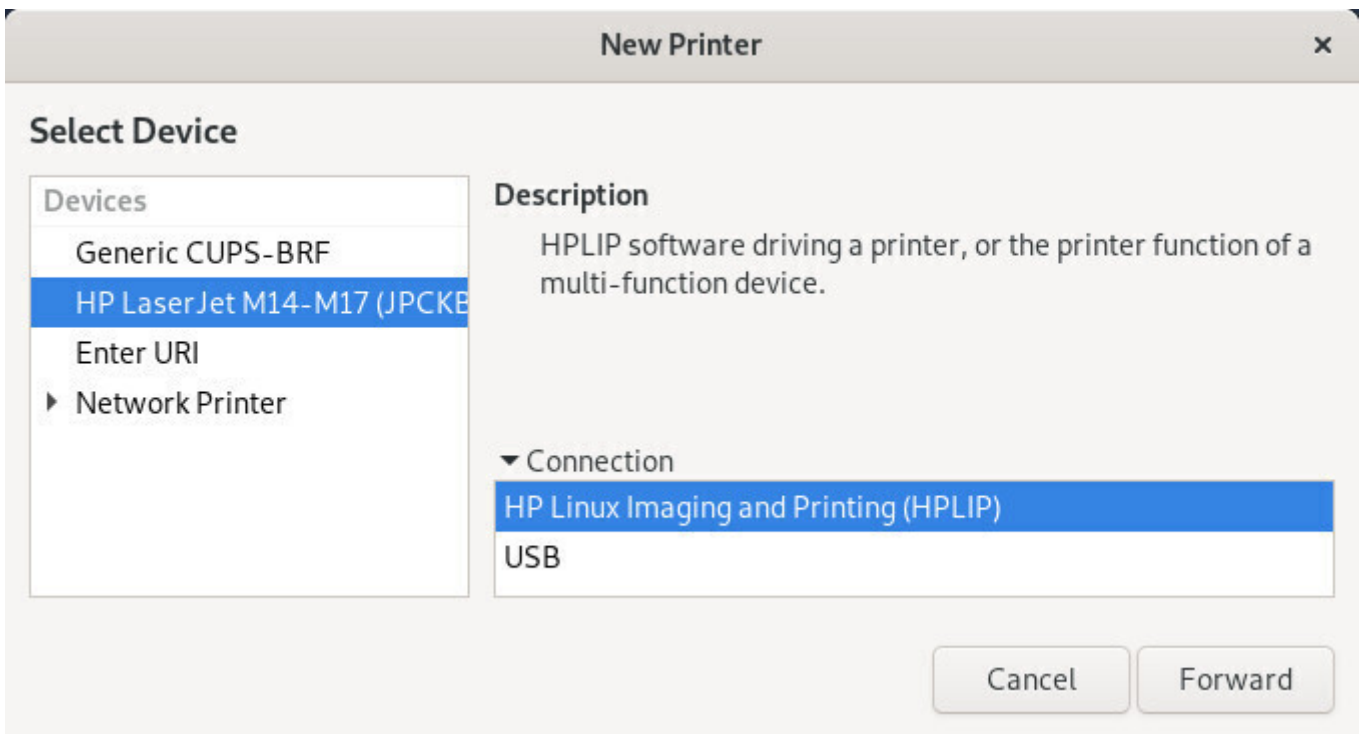 New Printer
×
Select Device
Devices
Generic CUPS-BRF
HP LaserJet M14-M17 (JPCKB
Enter URI
Network Printer
Description
HPLIP software driving a printer, or the printer function of a
multi-function device.
Connection
HP Linux Imaging and Printing (HPLIP)
USB
Cancel
Forward